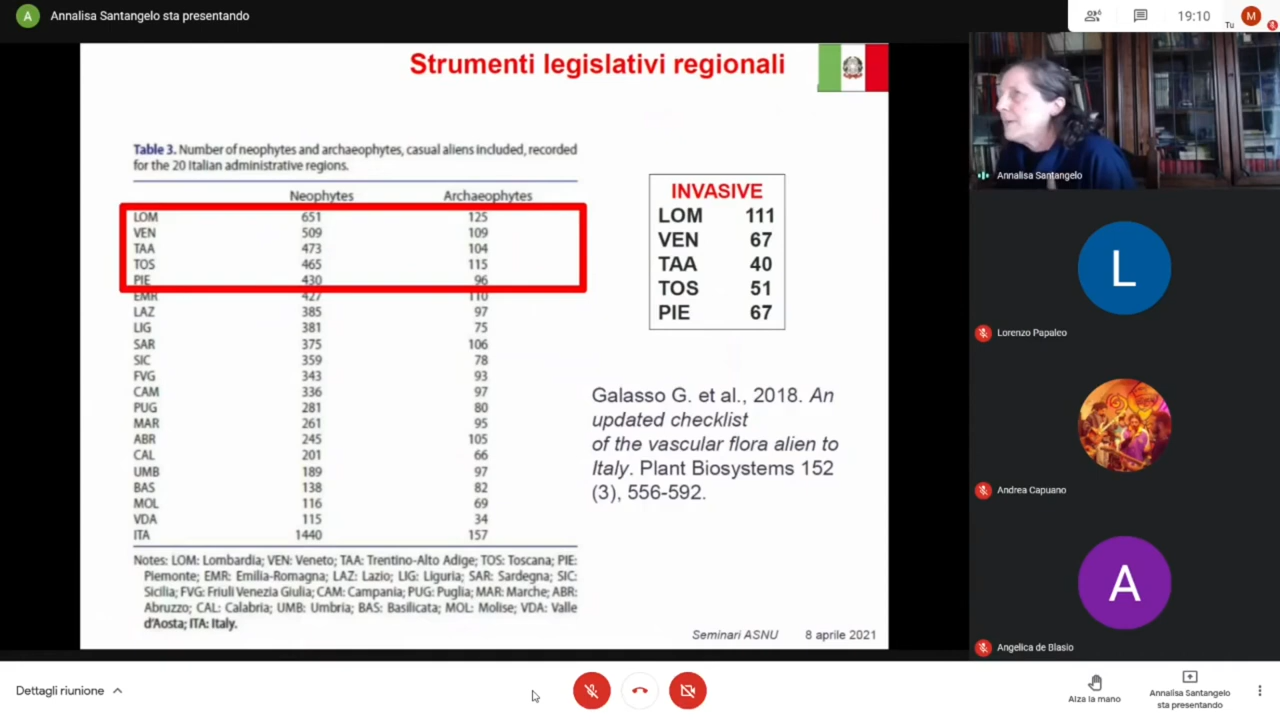 A
Annalisa Santangelo sta presentando
6
19:10
Tu
M
Strumenti legislativi regionali
Table 3. Number of neophytes and archaeophytes, casual aliens included, recorded
for the 20 Italian administrative regions.
Neophytes Archaeophytes
LOM 651 125
VEN 509 109
TAA 473 104
TOS 465 115
PIE 430 96
EMR 427 110
LAZ 385 97
LIG 381 75
SAR 375 106
SIC 359 78
FVG 343 93
CAM 336 97
PUG 281 80
MAR 261 95
ABR 245 105
CAL 201 66
UMB 189 97
BAS 138 82
MOL 116 69
VDA 115 34
ITA 1440 157
Notes: LOM: Lombardia; VEN: Veneto; TAA: Trentino-Alto Adige; TOS: Toscana; PIE:
Piemonte; EMR: Emilia-Romagna; LAZ: Lazio; LIG: Liguria; SAR: Sardegna; SIC:
Sicilia; FVG: Friuli Venezia Giulia; CAM: Campania; PUG: Puglia; MAR: Marche; ABR:
Abruzzo; CAL: Calabria; UMB: Umbria; BAS: Basilicata; MOL: Molise; VDA: Valle
d'Aosta; ITA: Italy.
INVASIVE
LOM 111
VEN 67
TAA 40
TOS 51
PIE 67
Galasso G. et al., 2018. An
updated checklist
of the vascular flora alien to
Italy. Plant Biosystems 152
(3), 556-592.
Seminari ASNU 8 aprile 2021
Annalisa Santangelo
L
Lorenzo Papaleo
Andrea Capuano
A
Angelica de Blasio
Dettagli riunione
Alza la mano
Annalisa Santangelo
sta presentando